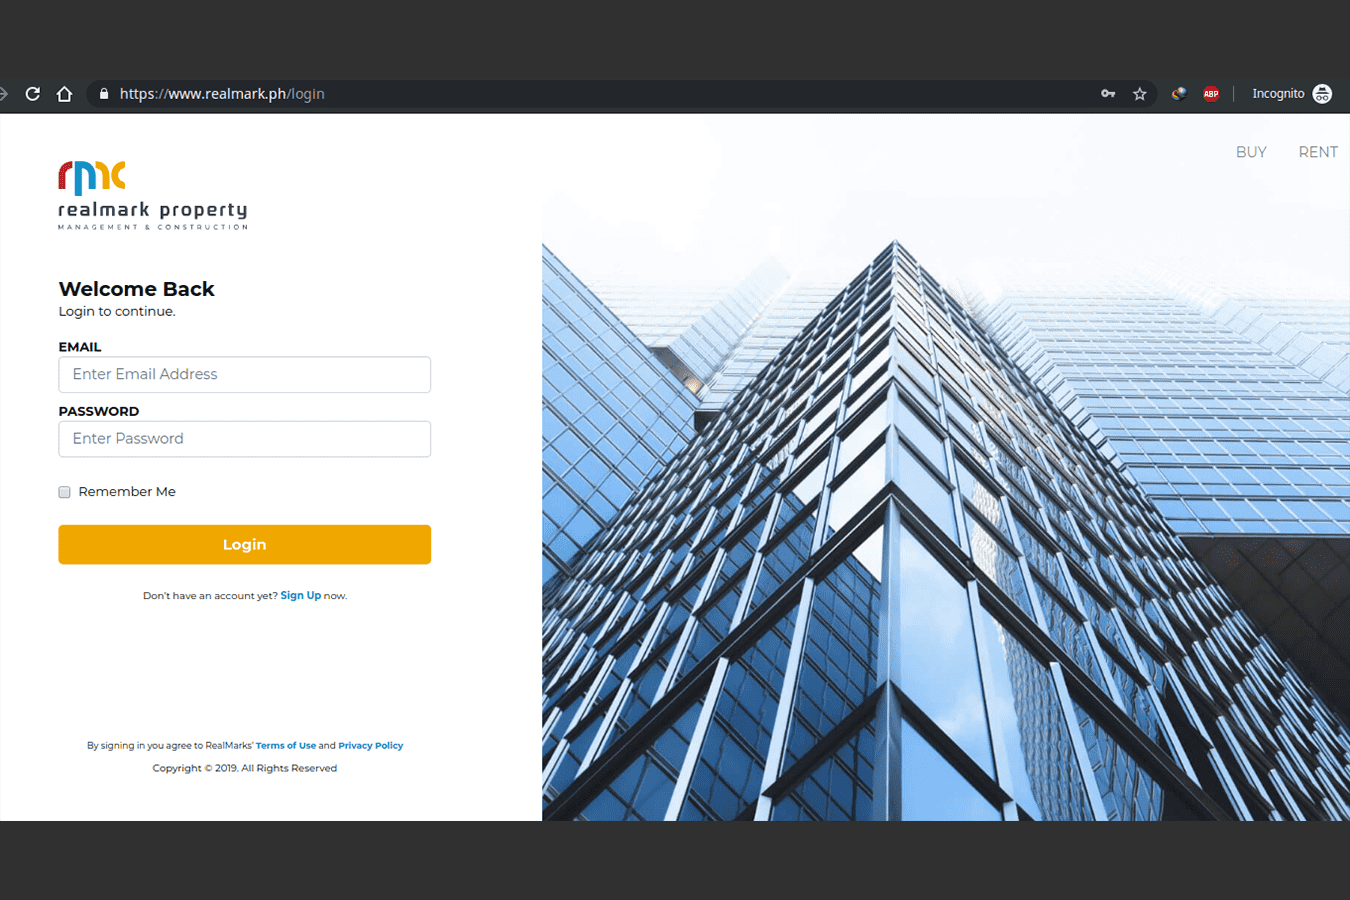 https://www.realmark.ph/login
ABP
Incognito
BUY RENT
rmc
realmark property
MANAGEMENT & CONSTRUCTION
Welcome Back
Login to continue.
EMAIL
Enter Email Address
PASSWORD
Enter Password
Remember Me
Login
Don't have an account yet? Sign Up now.
By signing in you agree to RealMarks' Terms of Use and Privacy Policy
Copyright © 2019. All Rights Reserved